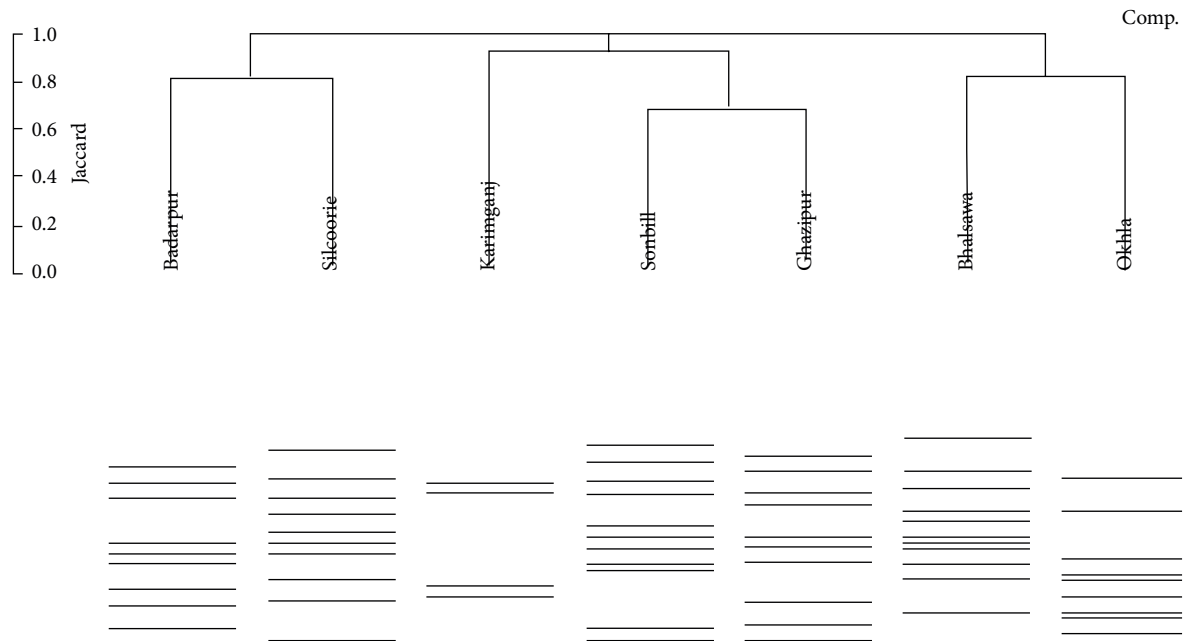 Comp.
1.0
0.8
0.6
0.4
0.2
0.0
Jaccard
Badarpur
Silcoorie
Karimganj
Sonbill
Ghazipur
Bhalsawa
Okhla